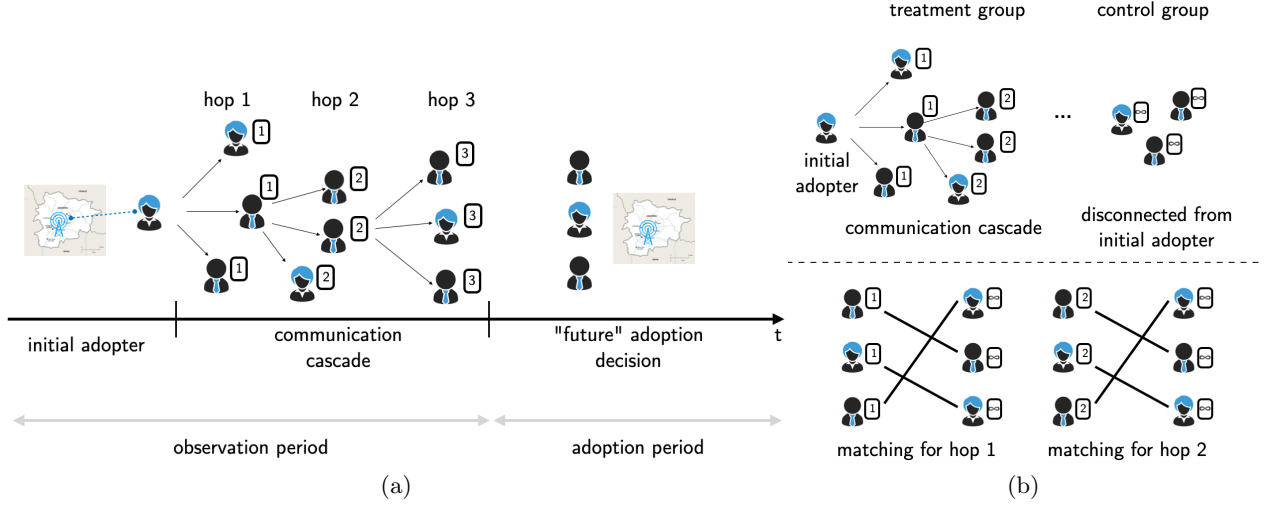 hop 1
hop 2
hop 3
1
1
1
2
2
2
3
3
3
initial adopter
communication
cascade
"future" adoption
decision
t
observation period
adoption period
(a)
treatment group
control group
1
1
1
2
2
2
...
∞
∞
∞
initial
adopter
communication cascade
disconnected from
initial adopter
1
∞
1
∞
1
∞
2
∞
2
∞
2
∞
matching for hop 1
matching for hop 2
(b)